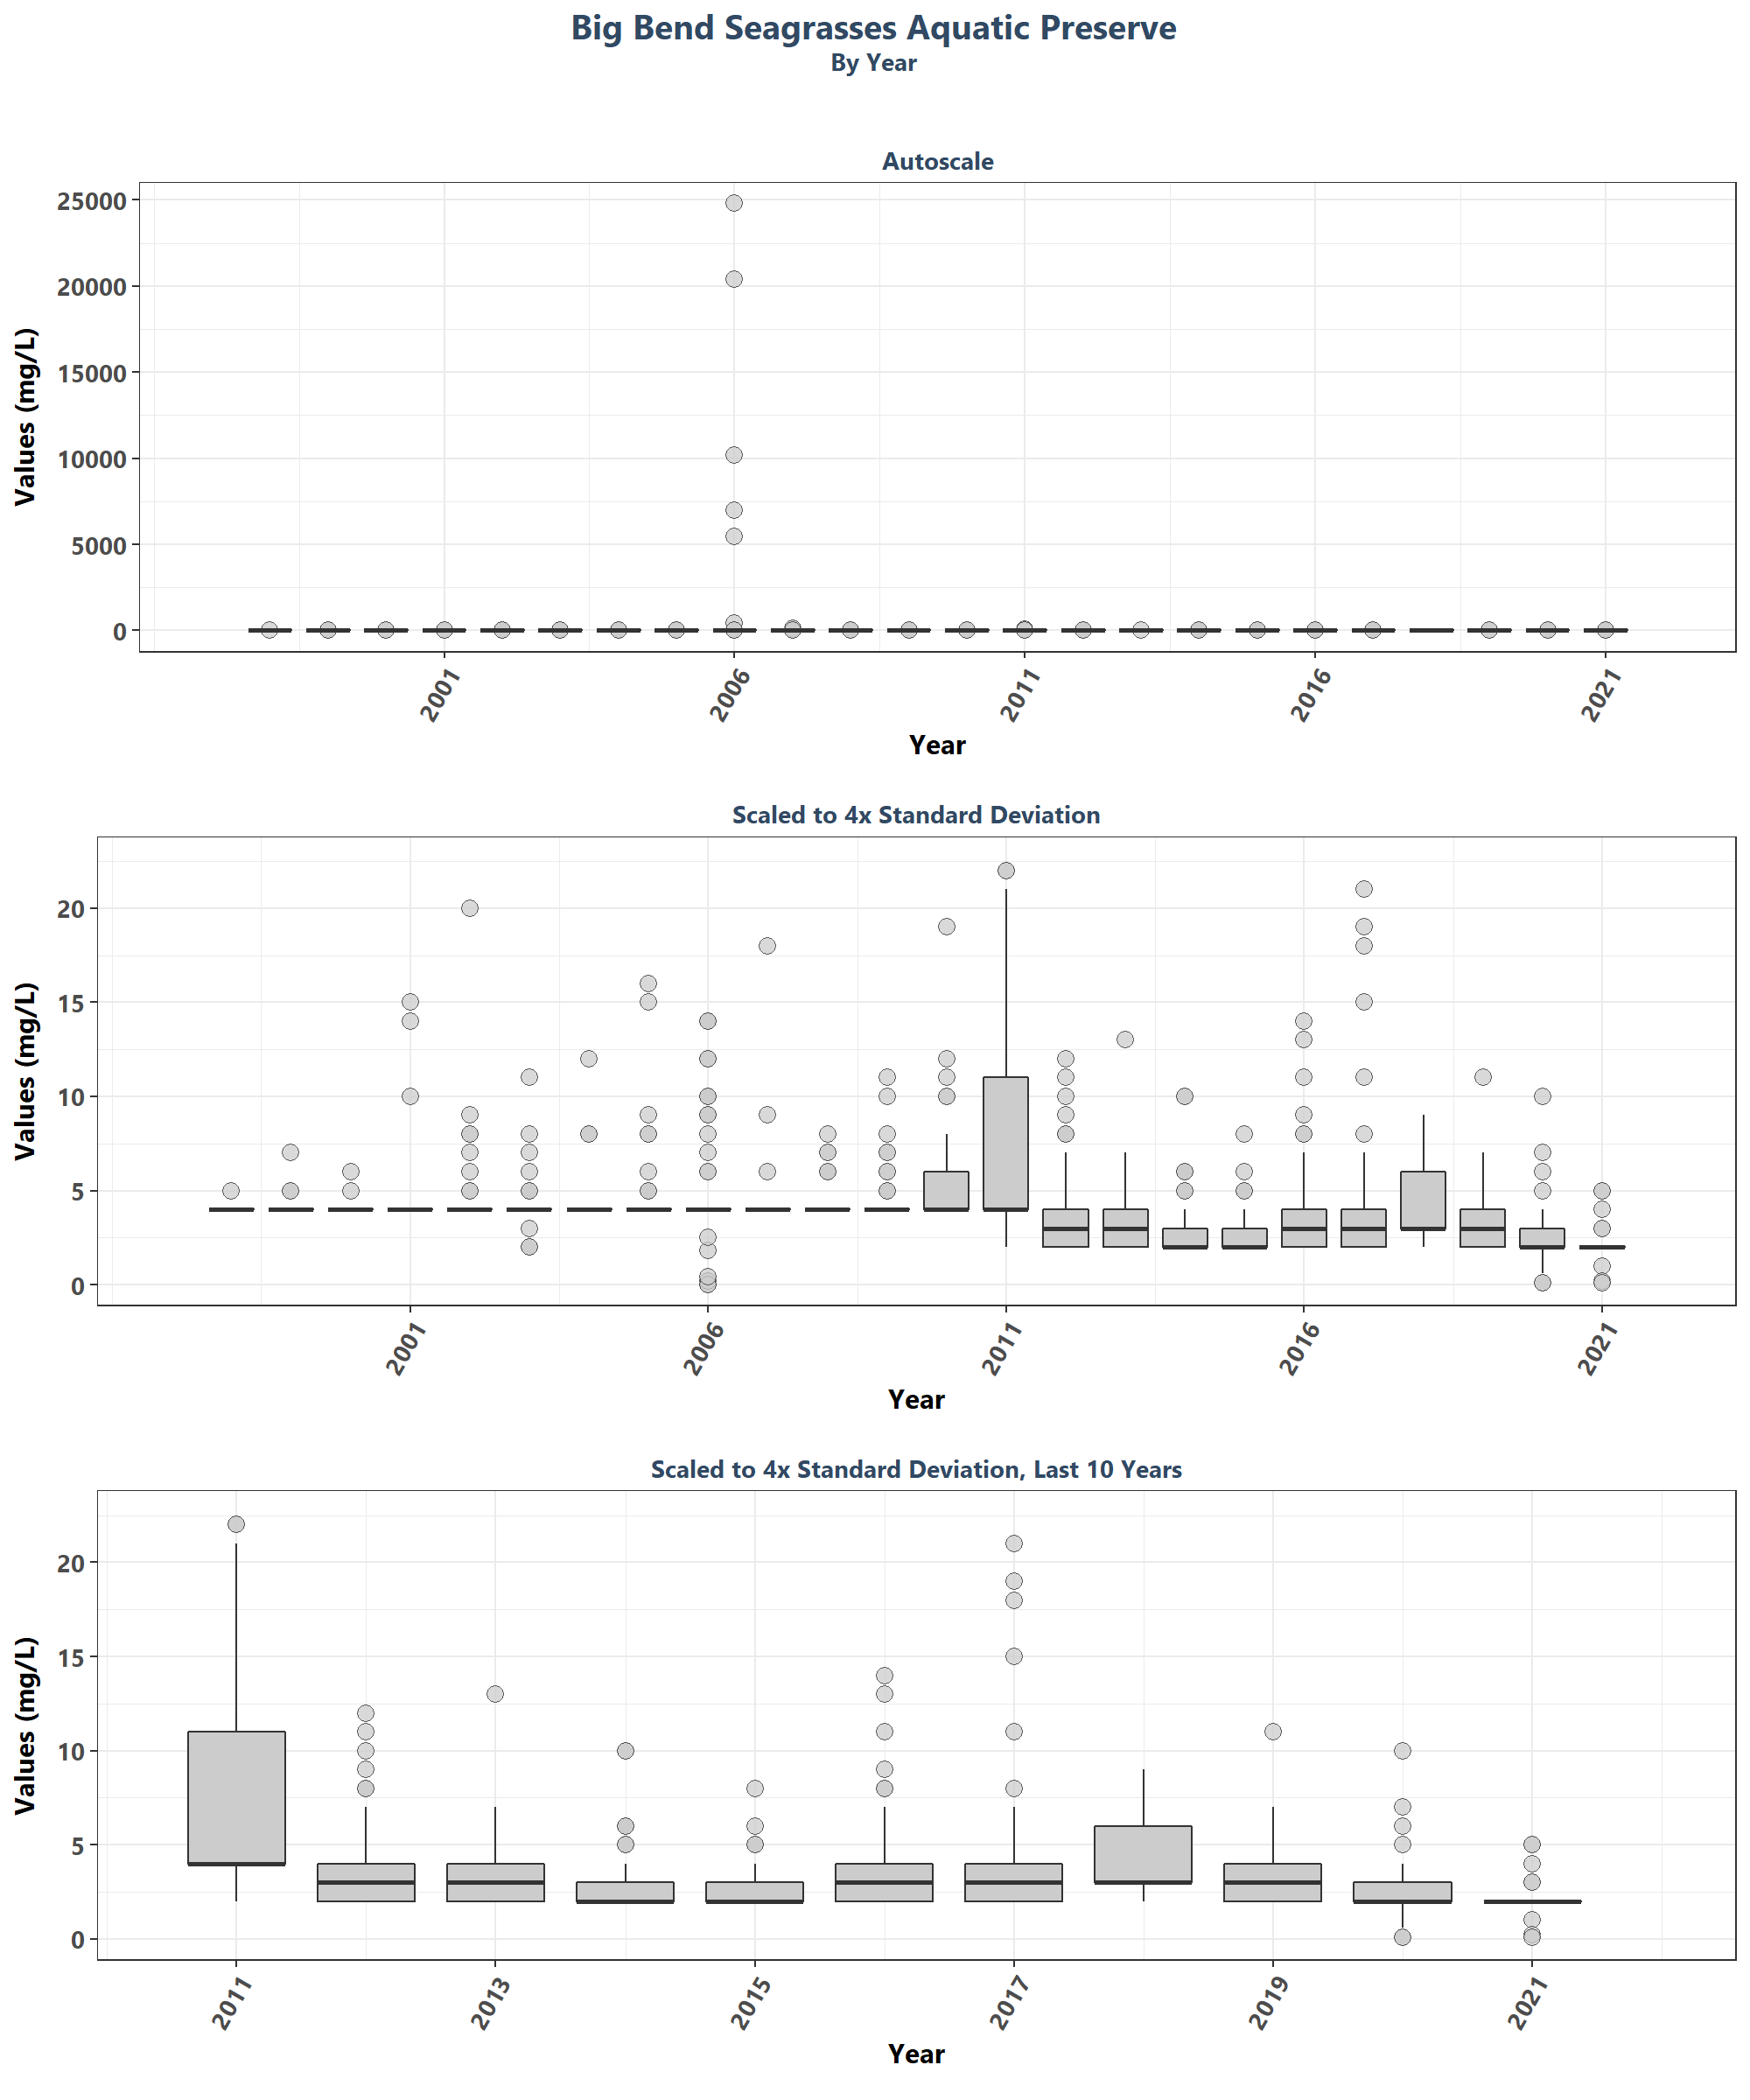 Big Bend Seagrasses Aquatic Preserve
By Year
Autoscale
Values (mg/L)
25000
20000
15000
10000
5000
0
2001 2006 2011 2016 2021
Year
Scaled to 4x Standard Deviation
Values (mg/L)
20
15
10
5
0
2001 2006 2011 2016 2021
Year
Scaled to 4x Standard Deviation, Last 10 Years
Values (mg/L)
20
15
10
5
0
2011 2013 2015 2017 2019 2021
Year